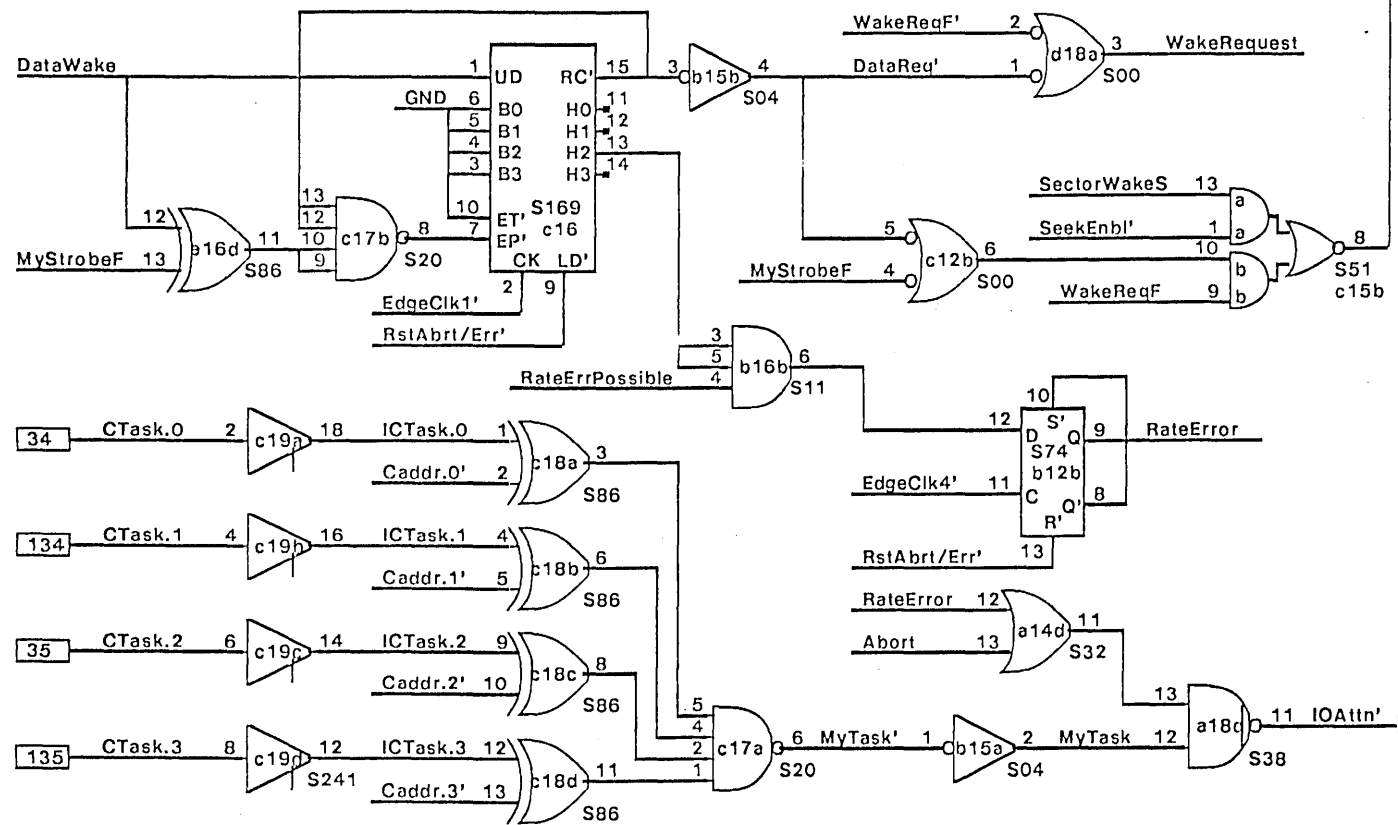 WakeReqF' 2
d18a 3 WakeRequest
DataWake 1 UD RC' 15 3 b15b 4 DataReq' 1 S00
S04
GND 6 B0 H0 11
5 B1 H1 12
4 B2 H2 13
3 B3 H3 14
SectorWakeS 13 a
10 ET' S169
7 EP' c16
CK LD'
2 9
13
12
10
9
c17b 8
S20
12
MyStrobeF 13 e16d 11
S86
SeekEnbl' 1 a
5
MyStrobeF 4 c12b 6
S00
10 b
WakeReqF 9 b
8
S51
c15b
EdgeClk1'
RstAbrt/Err'
3
5
RateErrPossible 4 b16b 6
S11
10
12 D S' Q 9 RateError
S74
b12b
EdgeClk4' 11 C Q' 8
R'
RstAbrt/Err' 13
34 CTask.0 2 c19a 18 ICTask.0 1
Caddr.0' 2 c18a 3
S86
134 CTask.1 4 c19b 16 ICTask.1 4
Caddr.1' 5 c18b 6
S86
35 CTask.2 6 c19c 14 ICTask.2 9
Caddr.2' 10 c18c 8
S86
135 CTask.3 8 c19d 12 ICTask.3 12
S241
Caddr.3' 13 c18d 11
S86
5
4
2
1
c17a 6 MyTask' 1 b15a 2 MyTask 12
S20
S04
RateError 12
Abort 13 a14d 11
S32
13
a18d 11 IOAttn'
S38